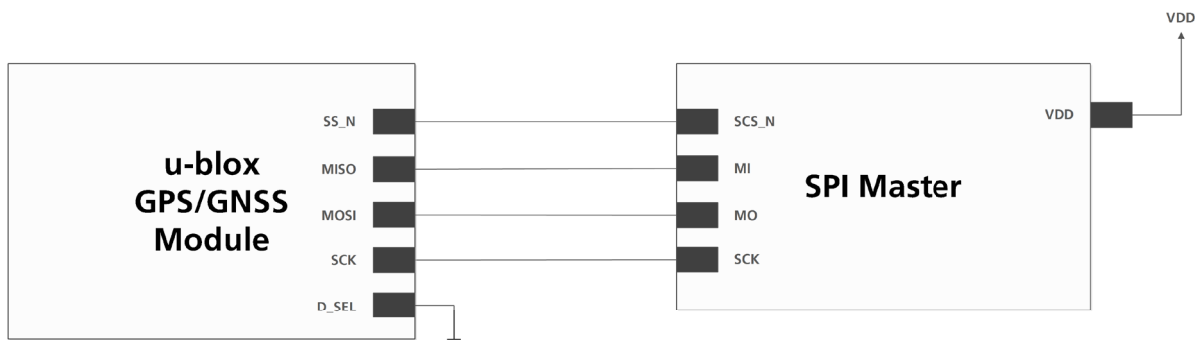 VDD
SS_N
MISO
MOSI
SCK
D_SEL
u-blox
GPS/GNSS
Module
SCS_N
MI
MO
SCK
SPI Master
VDD